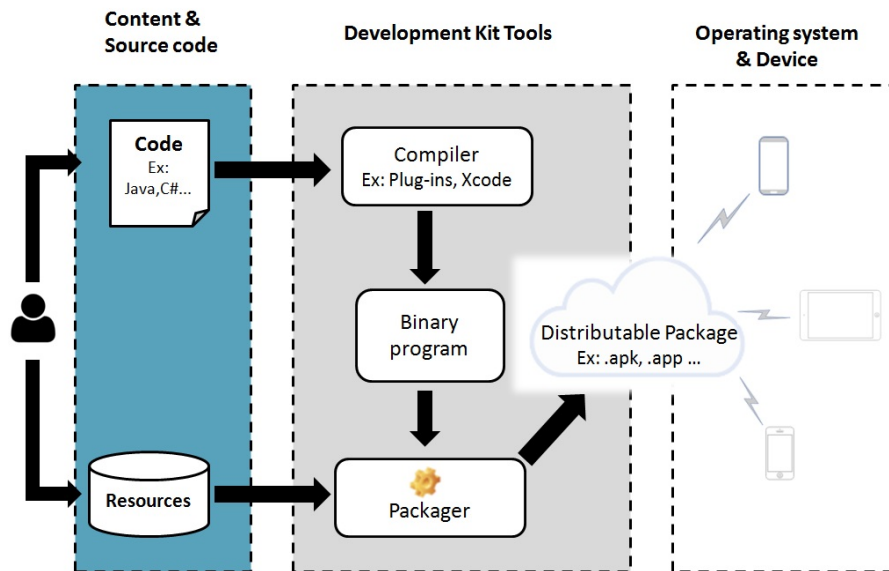 Content &
Source code
Development Kit Tools
Operating system
& Device
Code
Ex:
Java,C#...
Compiler
Ex: Plug-ins, Xcode
Binary
program
Distributable Package
Ex: .apk, .app ...
Resources
Packager